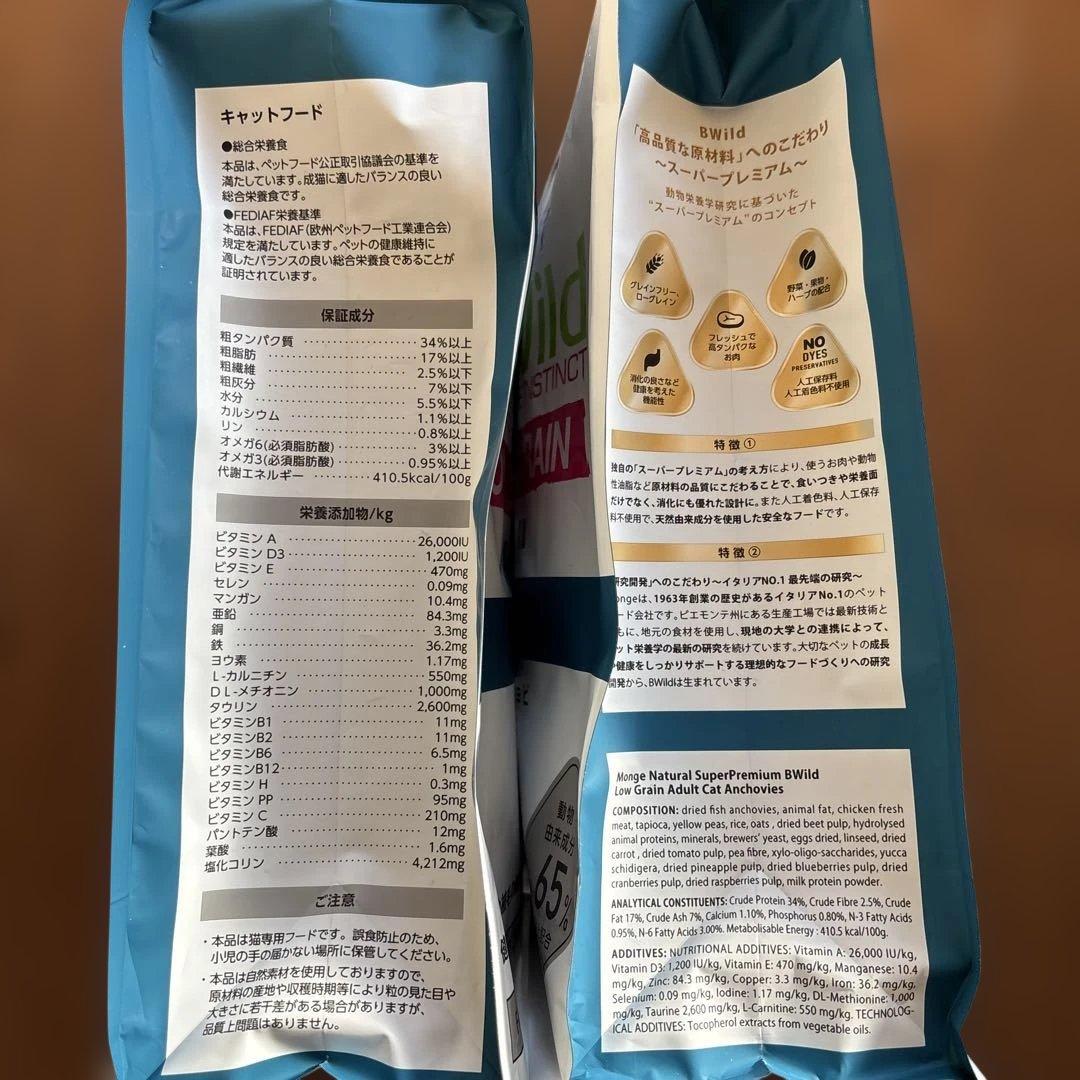 キャットフード
●総合栄養食
本品は、ペットフード公正取引協議会の基準を
満たしています。成猫に適したバランスの良い
総合栄養食です。
●FEDIAF栄養基準
本品は、FEDIAF(欧州ペットフード工業連合会)
規定を満たしています。ペットの健康維持に
適したバランスの良い総合栄養食であることが
証明されています。
保証成分
粗タンパク質 34%以上
粗脂肪 17%以上
粗繊維 2.5%以下
粗灰分 7%以下
水分 5.5%以下
カルシウム 1.1%以上
リン 0.8%以上
オメガ6(必須脂肪酸) 3%以上
オメガ3(必須脂肪酸) 0.95%以上
代謝エネルギー 410.5kcal/100g
栄養添加物/kg
ビタミン A 26,000IU
ビタミン D3 1,200IU
ビタミン E 470mg
セレン 0.09mg
マンガン 10.4mg
亜鉛 84.3mg
銅 3.3mg
鉄 36.2mg
ヨウ素 1.17mg
L-カルニチン 550mg
DL-メチオニン 1,000mg
タウリン 2,600mg
ビタミンB1 11mg
ビタミンB2 11mg
ビタミンB6 6.5mg
ビタミンB12 1mg
ビタミン H 0.3mg
ビタミン PP 95mg
ビタミン C 210mg
パントテン酸 12mg
葉酸 1.6mg
塩化コリン 4,212mg
ご注意
・本品は猫専用フードです。誤食防止のため、
小児の手の届かない場所に保管してください。
・本品は自然素材を使用しておりますので、
原材料の産地や収穫時期等により粒の見た目や
大きさに若干差がある場合がありますが、
品質上問題はありません。
Wild
INSTINCT
動物
由来成分
65%
配合
BWild
「高品質な原材料」へのこだわり
～スーパープレミアム～
動物栄養学研究に基づいた
"スーパープレミアム"のコンセプト
グレインフリー、
ローグレイン
野菜・果物・
ハーブの配合
フレッシュで
高タンパクな
お肉
消化の良さなど
健康を考えた
機能性
NO
DYES
PRESERVATIVES
人工保存料
人工着色料不使用
特徴①
独自の「スーパープレミアム」の考え方により、使うお肉や動物
性油脂など原材料の品質にこだわることで、食いつきや栄養面
だけでなく、消化にも優れた設計に。また人工着色料、人工保存
料不使用で、天然由来成分を使用した安全なフードです。
特徴②
研究開発」へのこだわり～イタリアNO.1 最先端の研究～
ongeは、1963年創業の歴史があるイタリアNo.1のペット
ード会社です。ピエモンテ州にある生産工場では最新技術と
もに、地元の食材を使用し、現地の大学との連携によって、
ット栄養学の最新の研究を続けています。大切なペットの成長
健康をしっかりサポートする理想的なフードづくりへの研究
開発から、BWildは生まれています。
Monge Natural SuperPremium BWild
Low Grain Adult Cat Anchovies
COMPOSITION: dried fish anchovies, animal fat, chicken fresh
meat, tapioca, yellow peas, rice, oats , dried beet pulp, hydrolysed
animal proteins, minerals, brewers' yeast, eggs dried, linseed, dried
carrot , dried tomato pulp, pea fibre, xylo-oligo-saccharides, yucca
schidigera, dried pineapple pulp, dried blueberries pulp, dried
cranberries pulp, dried raspberries pulp, milk protein powder.
ANALYTICAL CONSTITUENTS: Crude Protein 34%, Crude Fibre 2.5%, Crude
Fat 17%, Crude Ash 7%, Calcium 1.10%, Phosphorus 0.80%, N-3 Fatty Acids
0.95%, N-6 Fatty Acids 3.00%. Metabolisable Energy : 410.5 kcal/100g.
ADDITIVES: NUTRITIONAL ADDITIVES: Vitamin A: 26,000 IU/kg,
Vitamin D3: 1,200 IU/kg, Vitamin E: 470 mg/kg, Manganese: 10.4
mg/kg, Zinc: 84.3 mg/kg, Copper: 3.3 mg/kg, Iron: 36.2 mg/kg,
Selenium: 0.09 mg/kg, Iodine: 1.17 mg/kg, DL-Methionine: 1,000
mg/kg, Taurine 2,600 mg/kg, L-Carnitine: 550 mg/kg. TECHNOLOG-
ICAL ADDITIVES: Tocopherol extracts from vegetable oils.